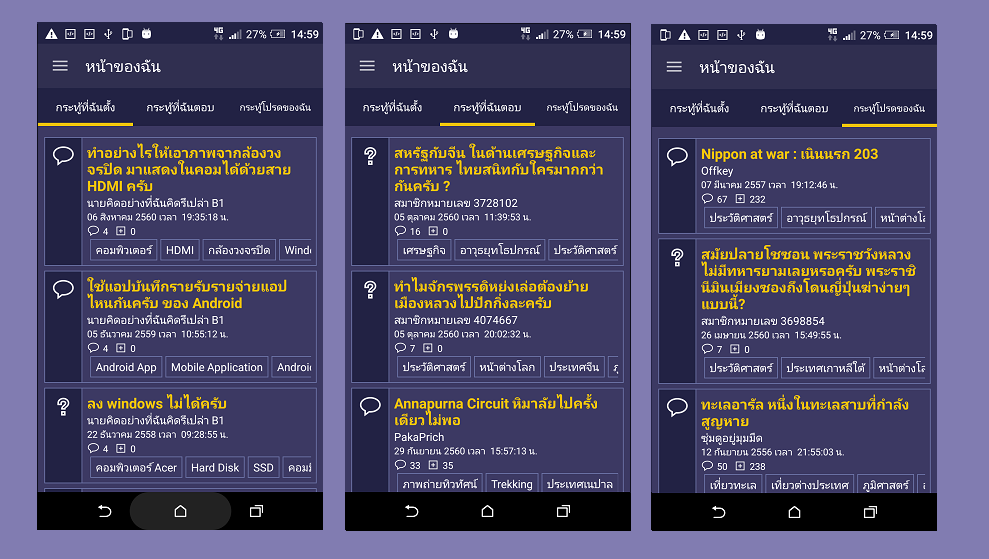 4G 27% 14:59
หน้าของฉัน
กระทู้ที่ฉันตั้ง กระทู้ที่ฉันตอบ กระทู้โปรดของฉัน
ทำอย่างไรให้เอาภาพจากกล้องวง
จรปิด มาแสดงในคอมได้ด้วยสาย
HDMI ครับ
นายคิดอย่างที่ฉันคิดรึเปล่า B1
06 สิงหาคม 2560 เวลา 19:35:18 น.
4 0
คอมพิวเตอร์ HDMI กล้องวงจรปิด Windo
ใช้แอปบันทึกรายรับรายจ่ายแอป
ไหนกันครับ ของ Android
นายคิดอย่างที่ฉันคิดรึเปล่า B1
05 ธันวาคม 2559 เวลา 10:55:12 น.
4 0
Android App Mobile Application Androi
ลง windows ไม่ได้ครับ
นายคิดอย่างที่ฉันคิดรึเปล่า B1
22 ธันวาคม 2558 เวลา 09:28:55 น.
4 0
คอมพิวเตอร์ Acer Hard Disk SSD คอมพิ
4G 27% 14:59
หน้าของฉัน
กระทู้ที่ฉันตั้ง กระทู้ที่ฉันตอบ กระทู้โปรดของฉัน
สหรัฐกับจีน ในด้านเศรษฐกิจและ
การทหาร ไทยสนิทกับใครมากกว่า
กันครับ ?
สมาชิกหมายเลข 3728102
05 ตุลาคม 2560 เวลา 11:39:53 น.
16 0
เศรษฐกิจ อาวุธยุทโธปกรณ์ ประวัติศาสตร์
ทำไมจักรพรรดิหย่งเล่อต้องย้าย
เมืองหลวงไปปักกิ่งละครับ
สมาชิกหมายเลข 4074667
05 ตุลาคม 2560 เวลา 20:02:32 น.
7 0
ประวัติศาสตร์ หน้าต่างโลก ประเทศจีน
Annapurna Circuit หิมาลัยไปครั้ง
เดียวไม่พอ
PakaPrich
29 กันยายน 2560 เวลา 15:57:13 น.
33 35
ภาพถ่ายทิวทัศน์ Trekking ประเทศเนปาล
4G 27% 14:59
หน้าของฉัน
กระทู้ที่ฉันตั้ง กระทู้ที่ฉันตอบ กระทู้โปรดของฉัน
Nippon at war : เนินนรก 203
Offkey
07 มีนาคม 2557 เวลา 19:12:46 น.
67 232
ประวัติศาสตร์ อาวุธยุทโธปกรณ์ หน้าต่างโล
สมัยปลายโชซอน พระราชวังหลวง
ไม่มีทหารยามเลยหรอครับ พระราชิ
นีมินเมียงซองถึงโดนญี่ปุ่นฆ่าง่ายๆ
แบบนี้?
สมาชิกหมายเลข 3698854
26 เมษายน 2560 เวลา 15:49:55 น.
7 0
ประวัติศาสตร์ ประเทศเกาหลีใต้ หน้าต่างโล
ทะเลอารัล หนึ่งในทะเลสาบที่กำลัง
สูญหาย
ซุ่มดูอยู่มุมมืด
12 กันยายน 2556 เวลา 21:55:03 น.
50 238
เที่ยวทะเล เที่ยวต่างประเทศ ภูมิศาสตร์